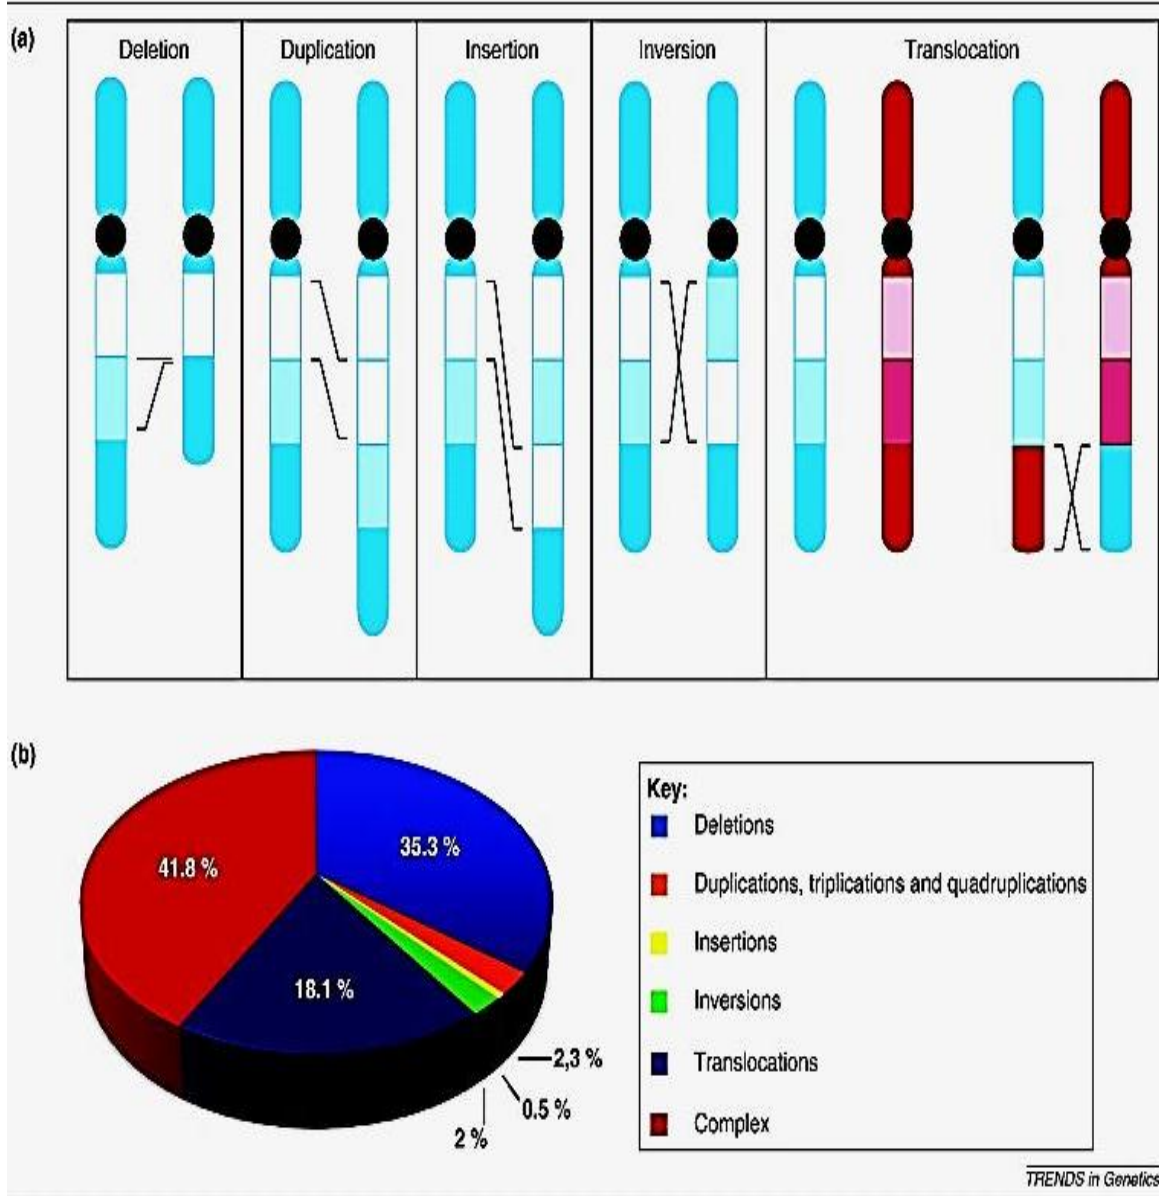 (a)
Deletion
Duplication
Insertion
Inversion
Translocation
(b)
35.3 %
41.8 %
18.1 %
2,3 %
0.5 %
2 %
Key:
Deletions
Duplications, triplications and quadruplications
Insertions
Inversions
Translocations
Complex
TRENDS in Genetics